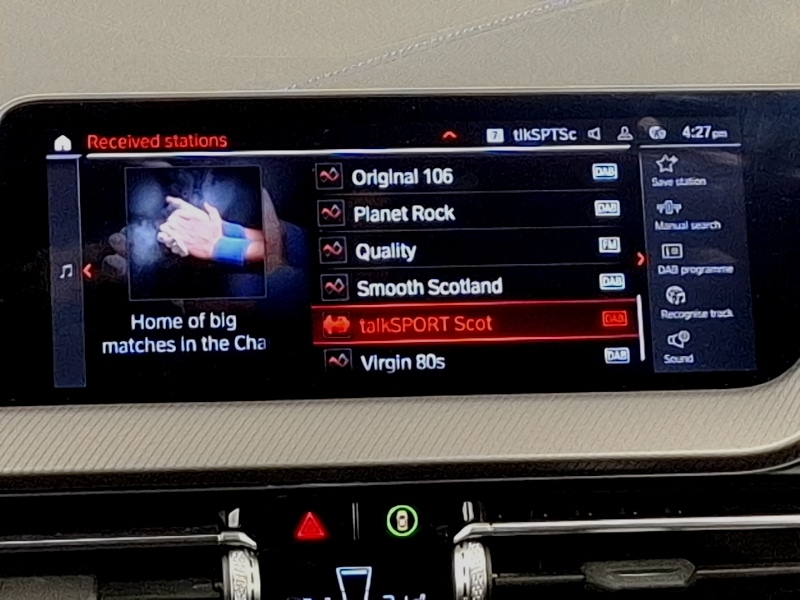 Received stations
7 tlkSPTSc 4:27pm
Original 106 DAB
Planet Rock DAB
Quality FM
Smooth Scotland DAB
talkSPORT Scot DAB
Virgin 80s DAB
Home of big
matches in the Cha
Save station
Manual search
DAB programme
Recognise track
Sound